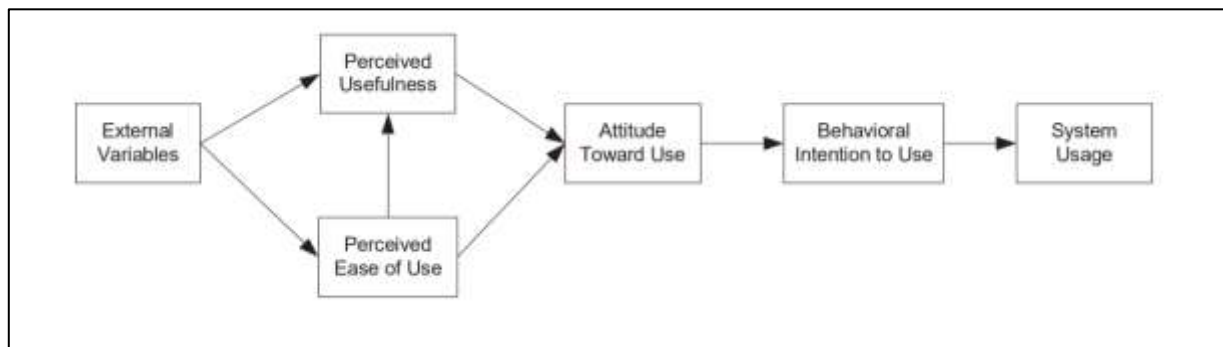 Perceived
Usefulness
External
Variables
Attitude
Toward Use
Behavioral
Intention to Use
System
Usage
Perceived
Ease of Use